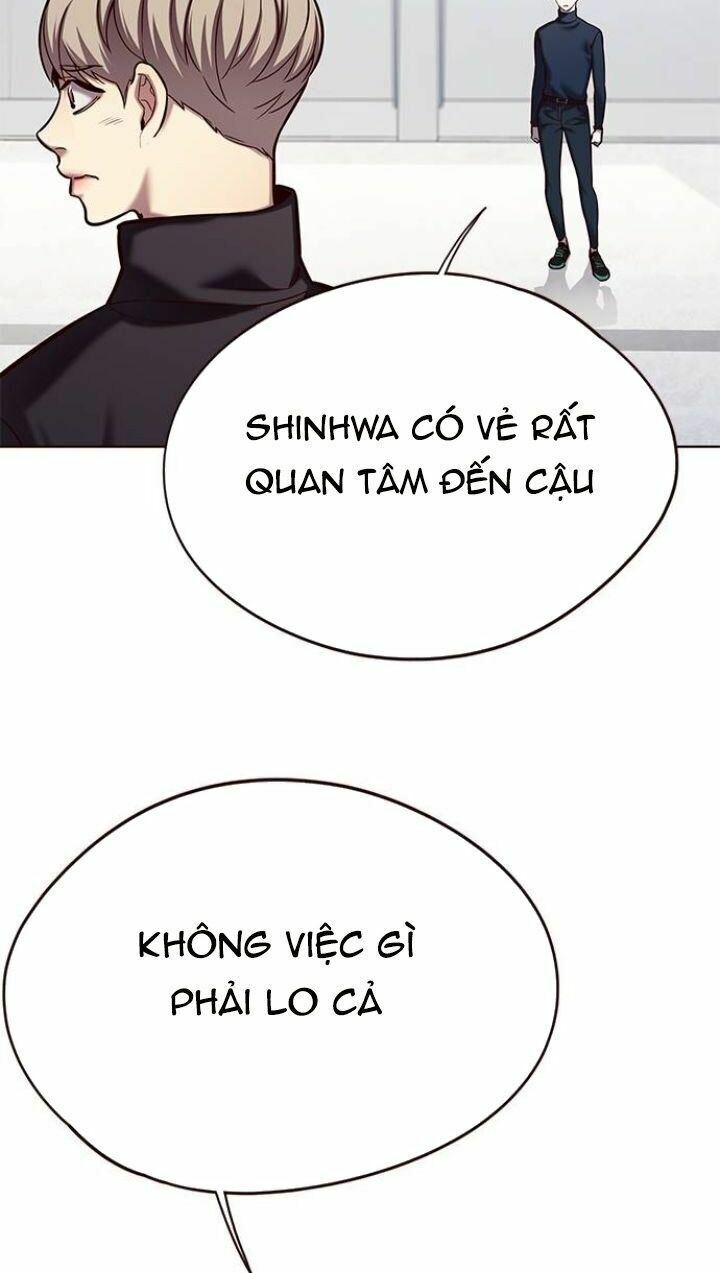 SHINHWA CÓ VẺ RẤT
QUAN TÂM ĐẾN CẬU
KHÔNG VIỆC GÌ
PHẢI LO CẢ